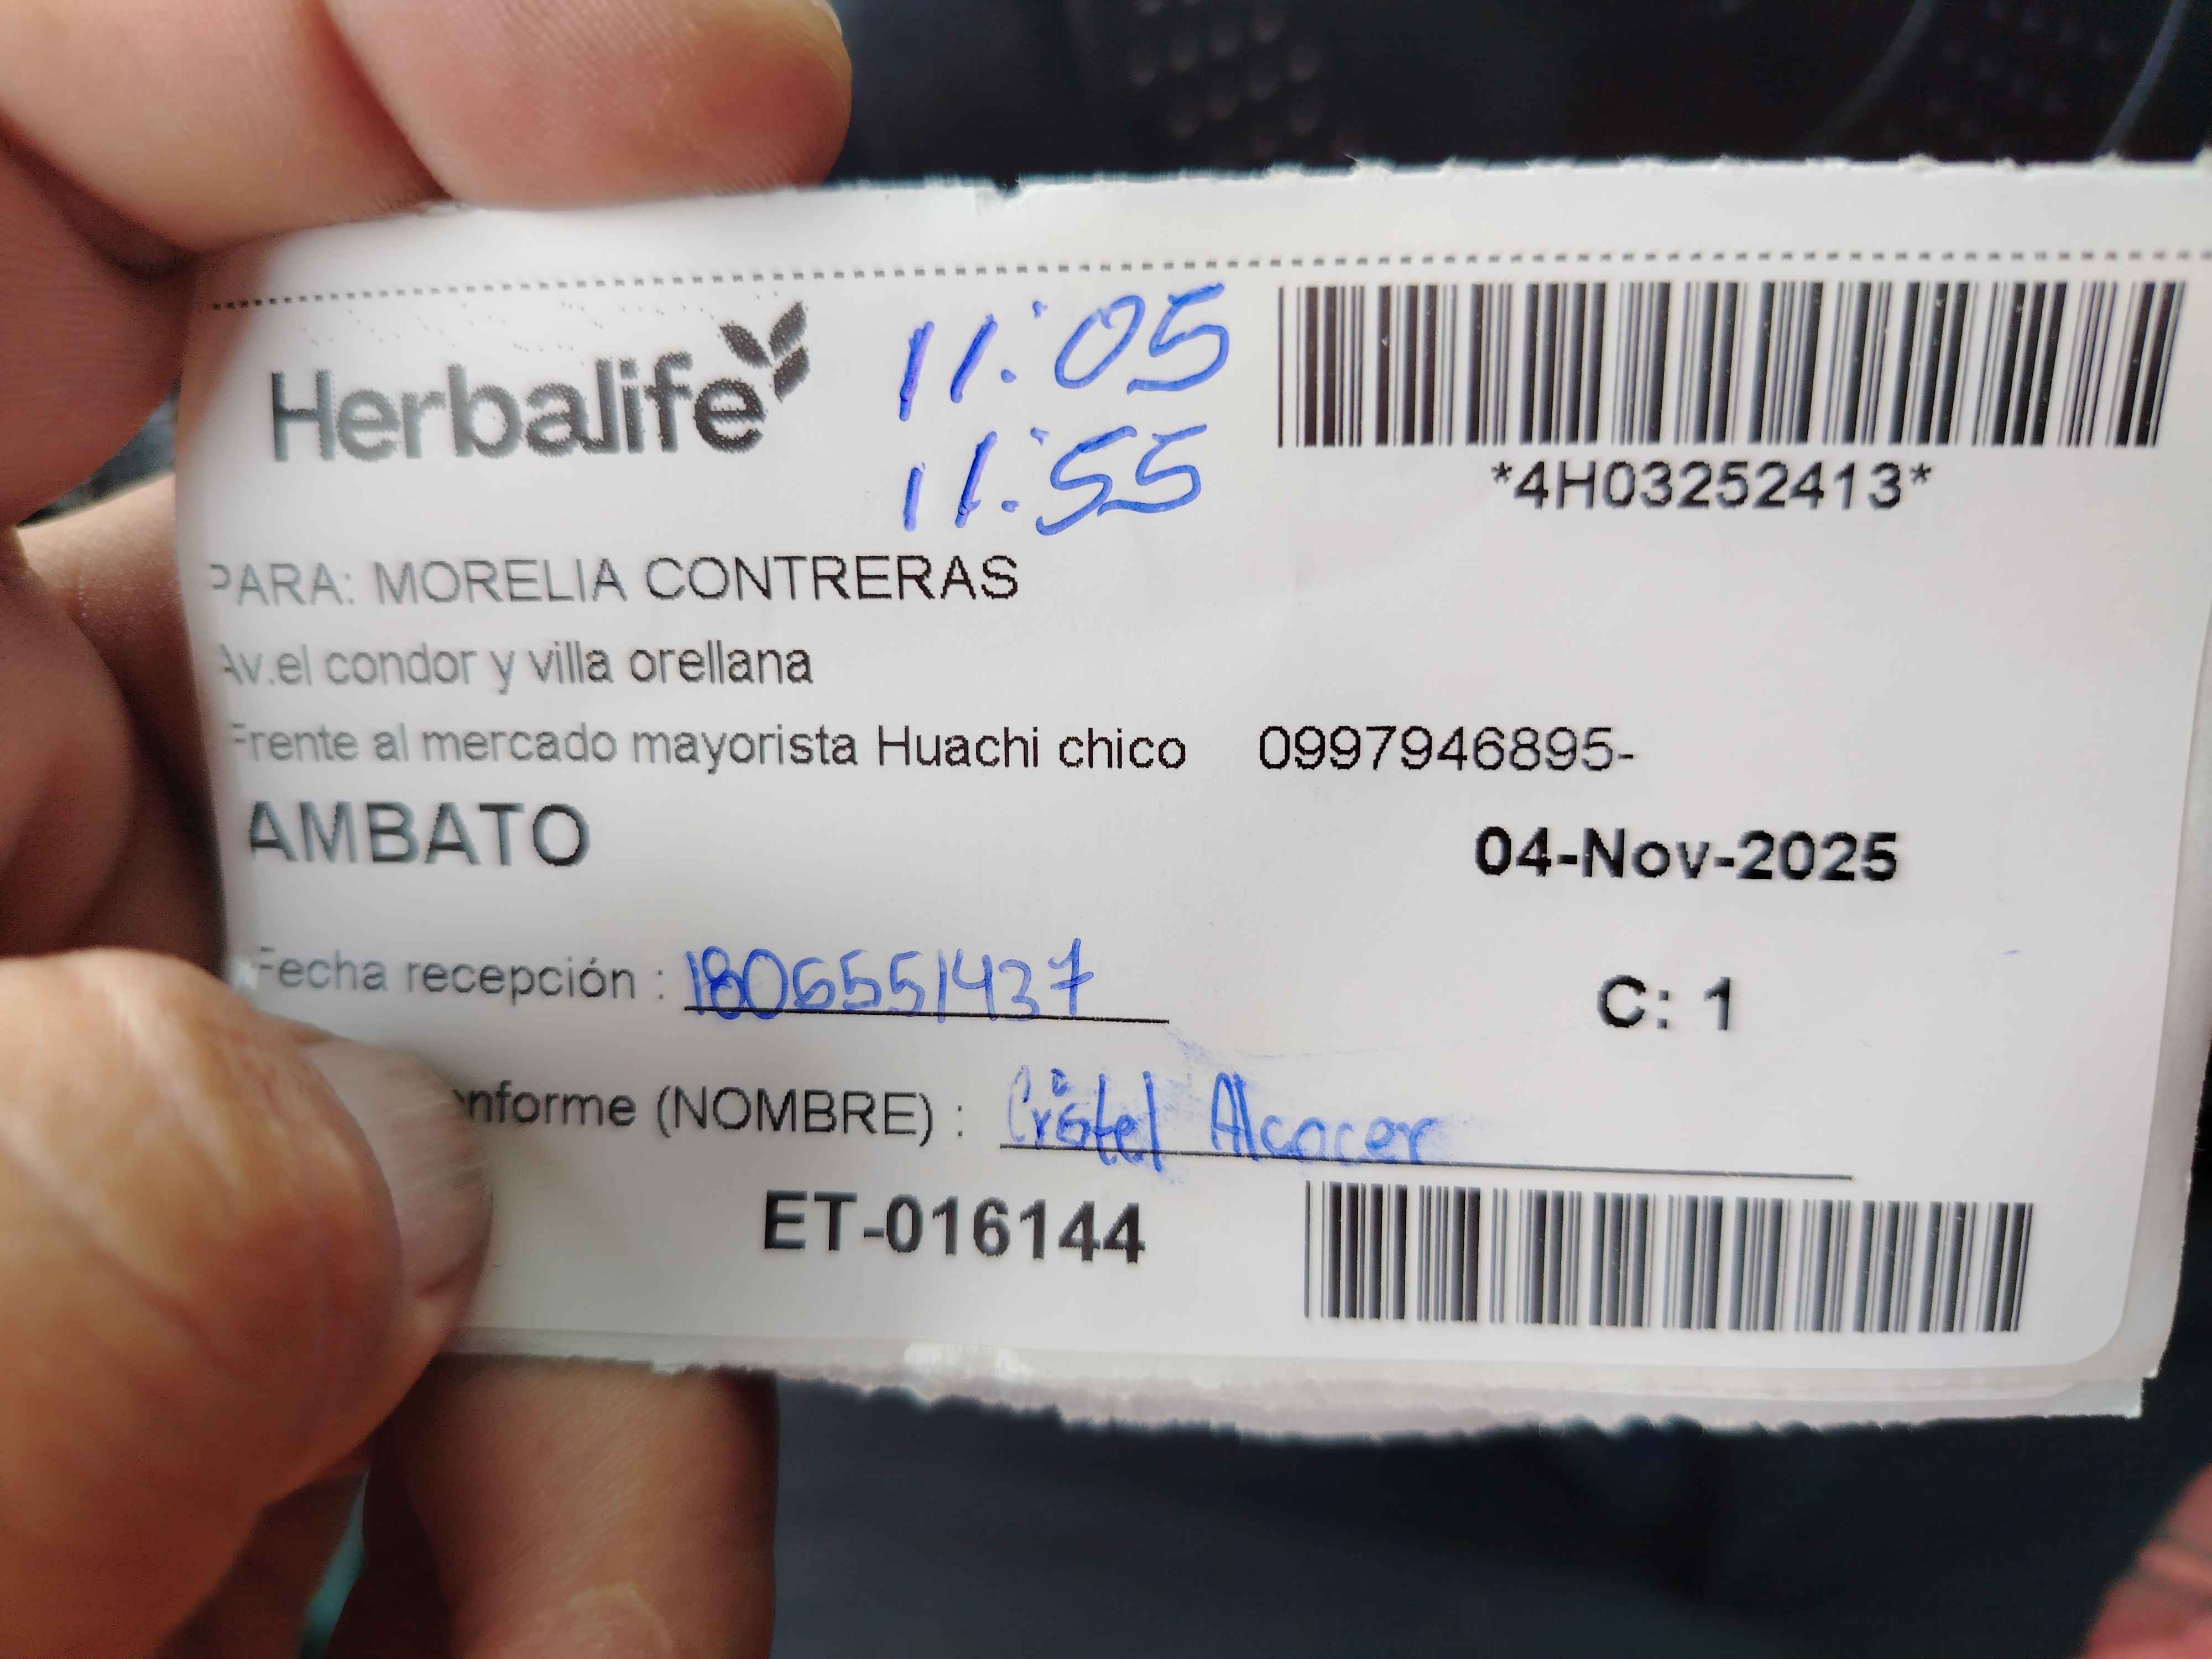 Herbalife
11:05
11:55
*4H03252413*
PARA: MORELIA CONTRERAS
Av.el condor y villa orellana
Frente al mercado mayorista Huachi chico 0997946895-
AMBATO
04-Nov-2025
Fecha recepción : 1806551437
C: 1
onforme (NOMBRE) : Cristel Alcocer
ET-016144